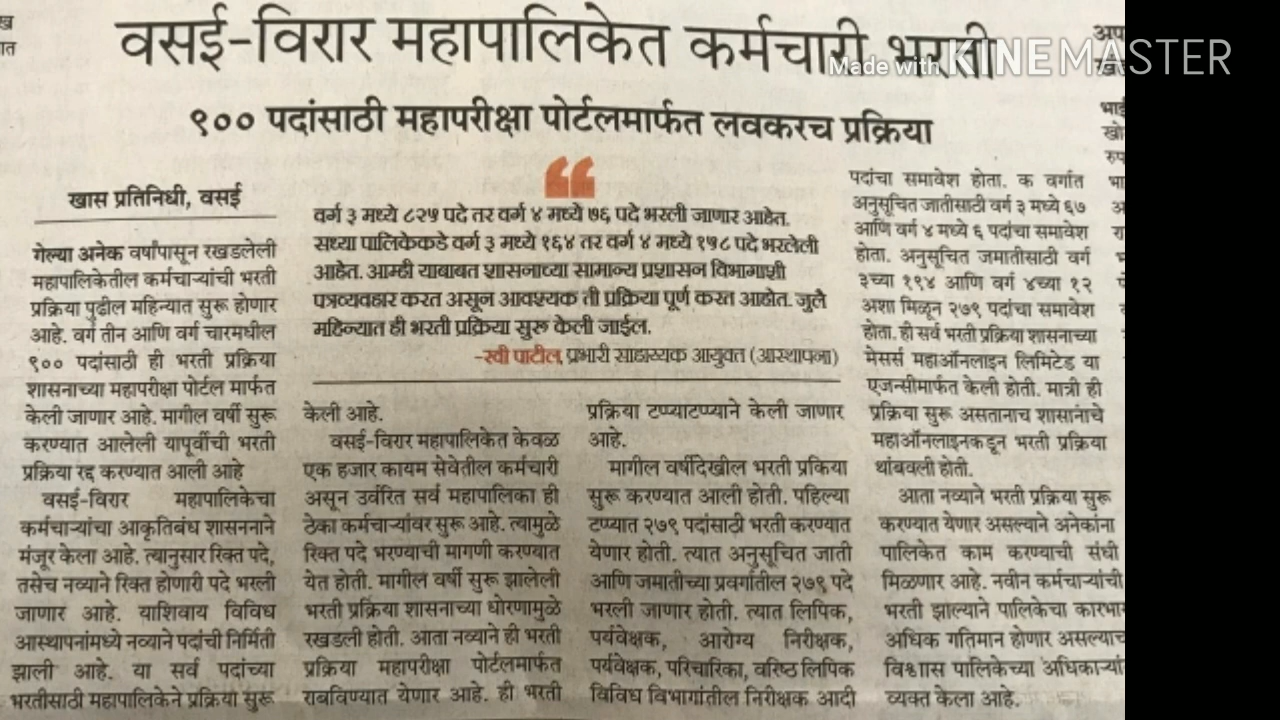 वसई-विरार महापालिकेत कर्मचारी भरती
Made with KINEMASTER
९०० पदांसाठी महापरीक्षा पोर्टलमार्फत लवकरच प्रक्रिया
खास प्रतिनिधी, वसई
गेल्या अनेक वर्षांपासून रखडलेली
महापालिकेतील कर्मचाऱ्यांची भरती
प्रक्रिया पुढील महिन्यात सुरू होणार
आहे. वर्ग तीन आणि वर्ग चारमधील
९०० पदांसाठी ही भरती प्रक्रिया
शासनाच्या महापरीक्षा पोर्टल मार्फत
केली जाणार आहे. मागील वर्षी सुरू
करण्यात आलेली यापूर्वीची भरती
प्रक्रिया रद्द करण्यात आली आहे
वसई-विरार महापालिकेचा
कर्मचाऱ्यांचा आकृतिबंध शासननाने
मंजूर केला आहे. त्यानुसार रिक्त पदे,
तसेच नव्याने रिक्त होणारी पदे भरली
जाणार आहे. याशिवाय विविध
आस्थापनांमध्ये नव्याने पदांची निर्मिती
झाली आहे. या सर्व पदांच्या
भरतीसाठी महापालिकेने प्रक्रिया सुरू
“
वर्ग ३ मध्ये ८२५ पदे तर वर्ग ४ मध्ये ७६ पदे भरली जाणार आहेत.
सध्या पालिकेकडे वर्ग ३ मध्ये १६४ तर वर्ग ४ मध्ये १५८ पदे भरलेली
आहेत. आम्ही याबाबत शासनाच्या सामान्य प्रशासन विभागाशी
पत्रव्यवहार करत असून आवश्यक ती प्रक्रिया पूर्ण करत आहोत. जुलै
महिन्यात ही भरती प्रक्रिया सुरू केली जाईल.
-रवी पाटील, प्रभारी साहाय्यक आयुक्त (आस्थापना)
केली आहे.
वसई-विरार महापालिकेत केवळ
एक हजार कायम सेवेतील कर्मचारी
असून उर्वरित सर्व महापालिका ही
ठेका कर्मचाऱ्यांवर सुरू आहे. त्यामुळे
रिक्त पदे भरण्याची मागणी करण्यात
येत होती. मागील वर्षी सुरू झालेली
भरती प्रक्रिया शासनाच्या धोरणामुळे
रखडली होती. आता नव्याने ही भरती
प्रक्रिया महापरीक्षा पोर्टलमार्फत
राबविण्यात येणार आहे. ही भरती
प्रक्रिया टप्प्याटप्प्याने केली जाणार
आहे.
मागील वर्षीदेखील भरती प्रकिया
सुरू करण्यात आली होती. पहिल्या
टप्प्यात २७९ पदांसाठी भरती करण्यात
येणार होती. त्यात अनुसूचित जाती
आणि जमातीच्या प्रवर्गातील २७९ पदे
भरली जाणार होती. त्यात लिपिक,
पर्यवेक्षक, आरोग्य निरीक्षक,
पर्यवेक्षक, परिचारिका, वरिष्ठ लिपिक
विविध विभागांतील निरीक्षक आदी
पदांचा समावेश होता. क वर्गात
अनुसूचित जातीसाठी वर्ग ३ मध्ये ६७
आणि वर्ग ४ मध्ये ६ पदांचा समावेश
होता. अनुसूचित जमातीसाठी वर्ग
३च्या १९४ आणि वर्ग ४च्या १२
अशा मिळून २७९ पदांचा समावेश
होता. ही सर्व भरती प्रक्रिया शासनाच्या
मेसर्स महाऑनलाइन लिमिटेड या
एजन्सीमार्फत केली होती. मात्री ही
प्रक्रिया सुरू असतानाच शासानाचे
महाऑनलाइनकडून भरती प्रक्रिया
थांबवली होती.
आता नव्याने भरती प्रक्रिया सुरू
करण्यात येणार असल्याने अनेकांना
पालिकेत काम करण्याची संधी
मिळणार आहे. नवीन कर्मचाऱ्यांची
भरती झाल्याने पालिकेचा कारभा
अधिक गतिमान होणार असल्याच
विश्वास पालिकेच्या अधिकाऱ्यां
व्यक्त केला आहे.